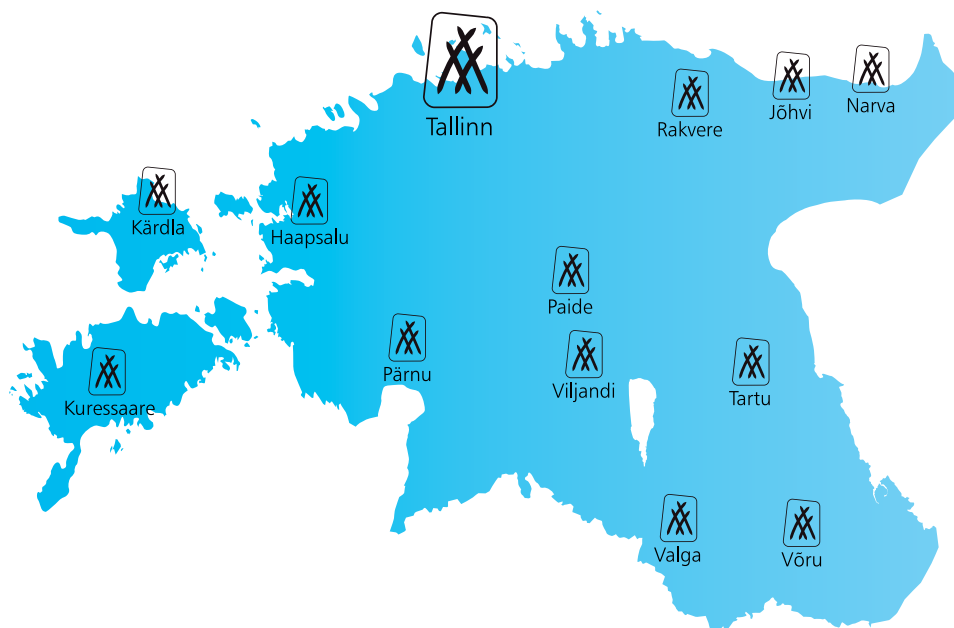 Tallinn
Rakvere
Jõhvi
Narva
Kärdla
Haapsalu
Paide
Pärnu
Viljandi
Tartu
Kuressaare
Valga
Võru